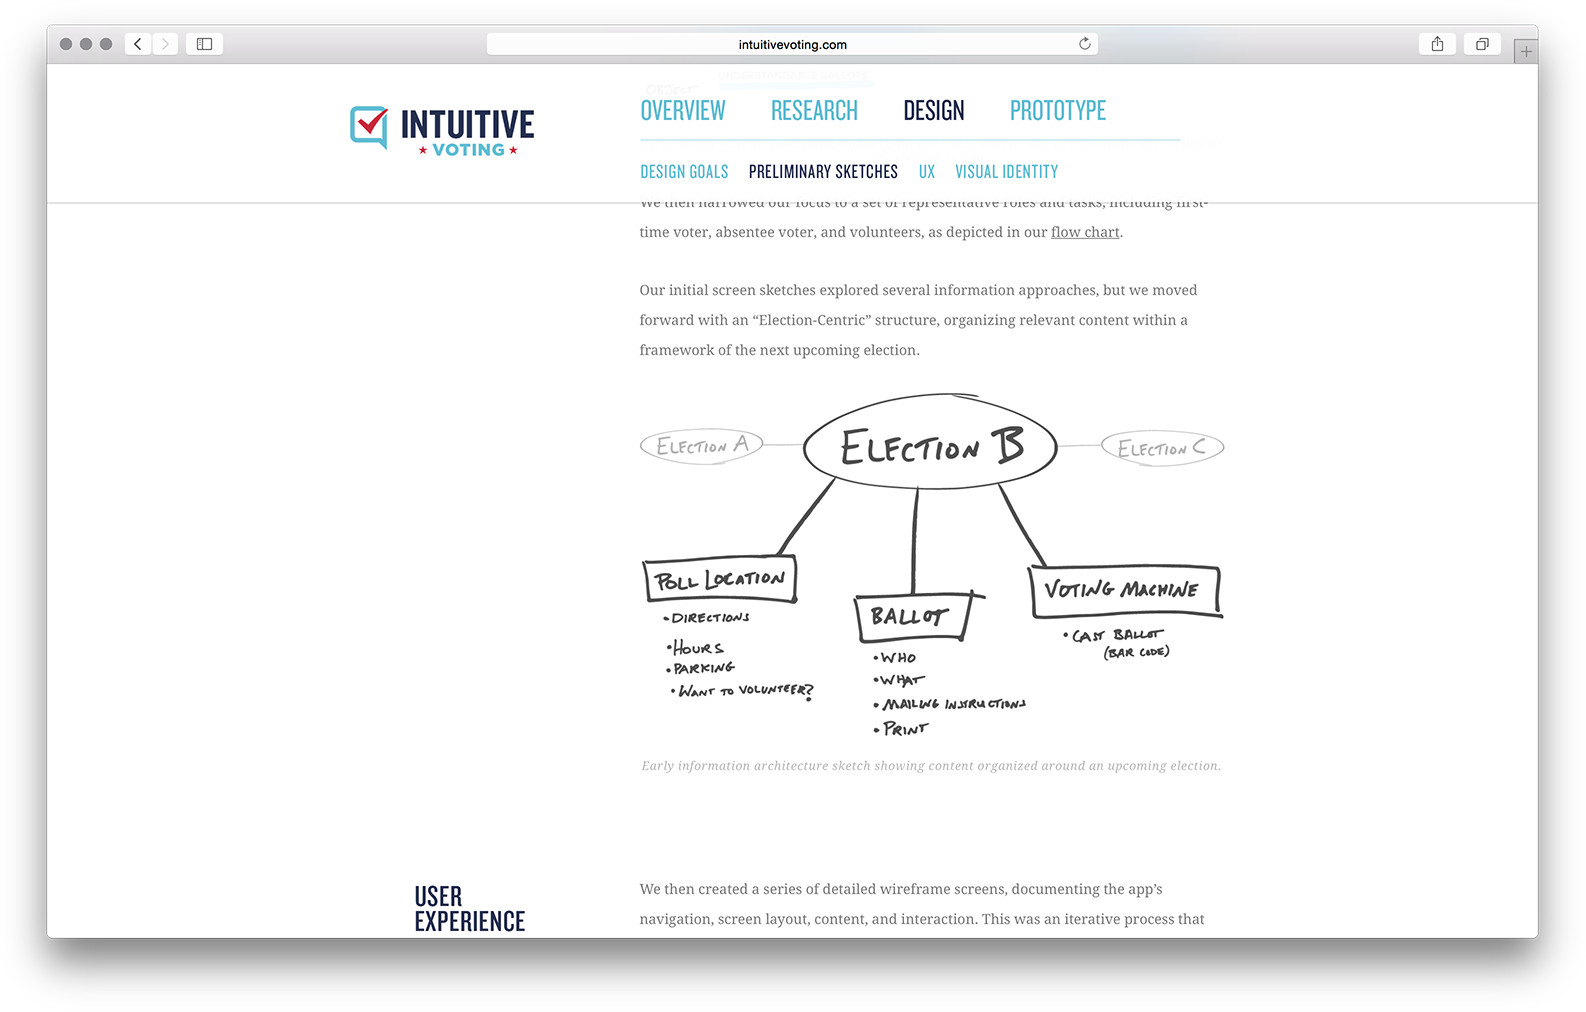 intuitivevoting.com
UNDERSTANDABLE BALLOTS
OBJECT
INTUITIVE
VOTING
OVERVIEW RESEARCH DESIGN PROTOTYPE
DESIGN GOALS PRELIMINARY SKETCHES UX VISUAL IDENTITY
We then narrowed our focus to a set of representative roles and tasks, including first-
time voter, absentee voter, and volunteers, as depicted in our flow chart.
Our initial screen sketches explored several information approaches, but we moved
forward with an “Election-Centric” structure, organizing relevant content within a
framework of the next upcoming election.
ELECTION A
ELECTION B
ELECTION C
POLL LOCATION
• DIRECTIONS
• HOURS
• PARKING
• WANT TO VOLUNTEER?
BALLOT
• WHO
• WHAT
• MAILING INSTRUCTIONS
• PRINT
VOTING MACHINE
• CAST BALLOT
(BAR CODE)
Early information architecture sketch showing content organized around an upcoming election.
USER
EXPERIENCE
We then created a series of detailed wireframe screens, documenting the app’s
navigation, screen layout, content, and interaction. This was an iterative process that